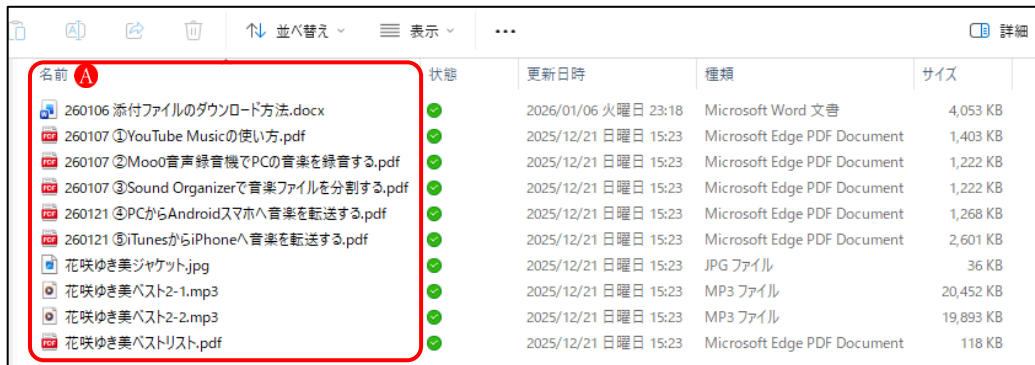 並べ替え 表示 ... 詳細
名前 A 状態 更新日時 種類 サイズ
260106 添付ファイルのダウンロード方法.docx 2026/01/06 火曜日 23:18 Microsoft Word 文書 4,053 KB
PDF 260107 ①YouTube Musicの使い方.pdf 2025/12/21 日曜日 15:23 Microsoft Edge PDF Document 1,403 KB
PDF 260107 ②Moo0音声録音機でPCの音楽を録音する.pdf 2025/12/21 日曜日 15:23 Microsoft Edge PDF Document 1,222 KB
PDF 260107 ③Sound Organizerで音楽ファイルを分割する.pdf 2025/12/21 日曜日 15:23 Microsoft Edge PDF Document 1,222 KB
PDF 260121 ④PCからAndroidスマホへ音楽を転送する.pdf 2025/12/21 日曜日 15:23 Microsoft Edge PDF Document 1,268 KB
PDF 260121 ⑤iTunesからiPhoneへ音楽を転送する.pdf 2025/12/21 日曜日 15:23 Microsoft Edge PDF Document 2,601 KB
花咲ゆき美ジャケット.jpg 2025/12/21 日曜日 15:23 JPG ファイル 36 KB
花咲ゆき美ベスト2-1.mp3 2025/12/21 日曜日 15:23 MP3 ファイル 20,452 KB
花咲ゆき美ベスト2-2.mp3 2025/12/21 日曜日 15:23 MP3 ファイル 19,893 KB
PDF 花咲ゆき美ベストリスト.pdf 2025/12/21 日曜日 15:23 Microsoft Edge PDF Document 118 KB